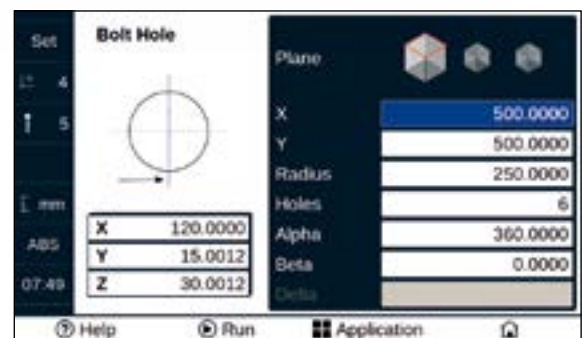 Set
4
5
mm
ABS
07:49
Bolt Hole
X 120.0000
Y 15.0012
Z 30.0012
Plane
X 500.0000
Y 500.0000
Radius 250.0000
Holes 6
Alpha 360.0000
Beta 0.0000
Delta
Help Run Application